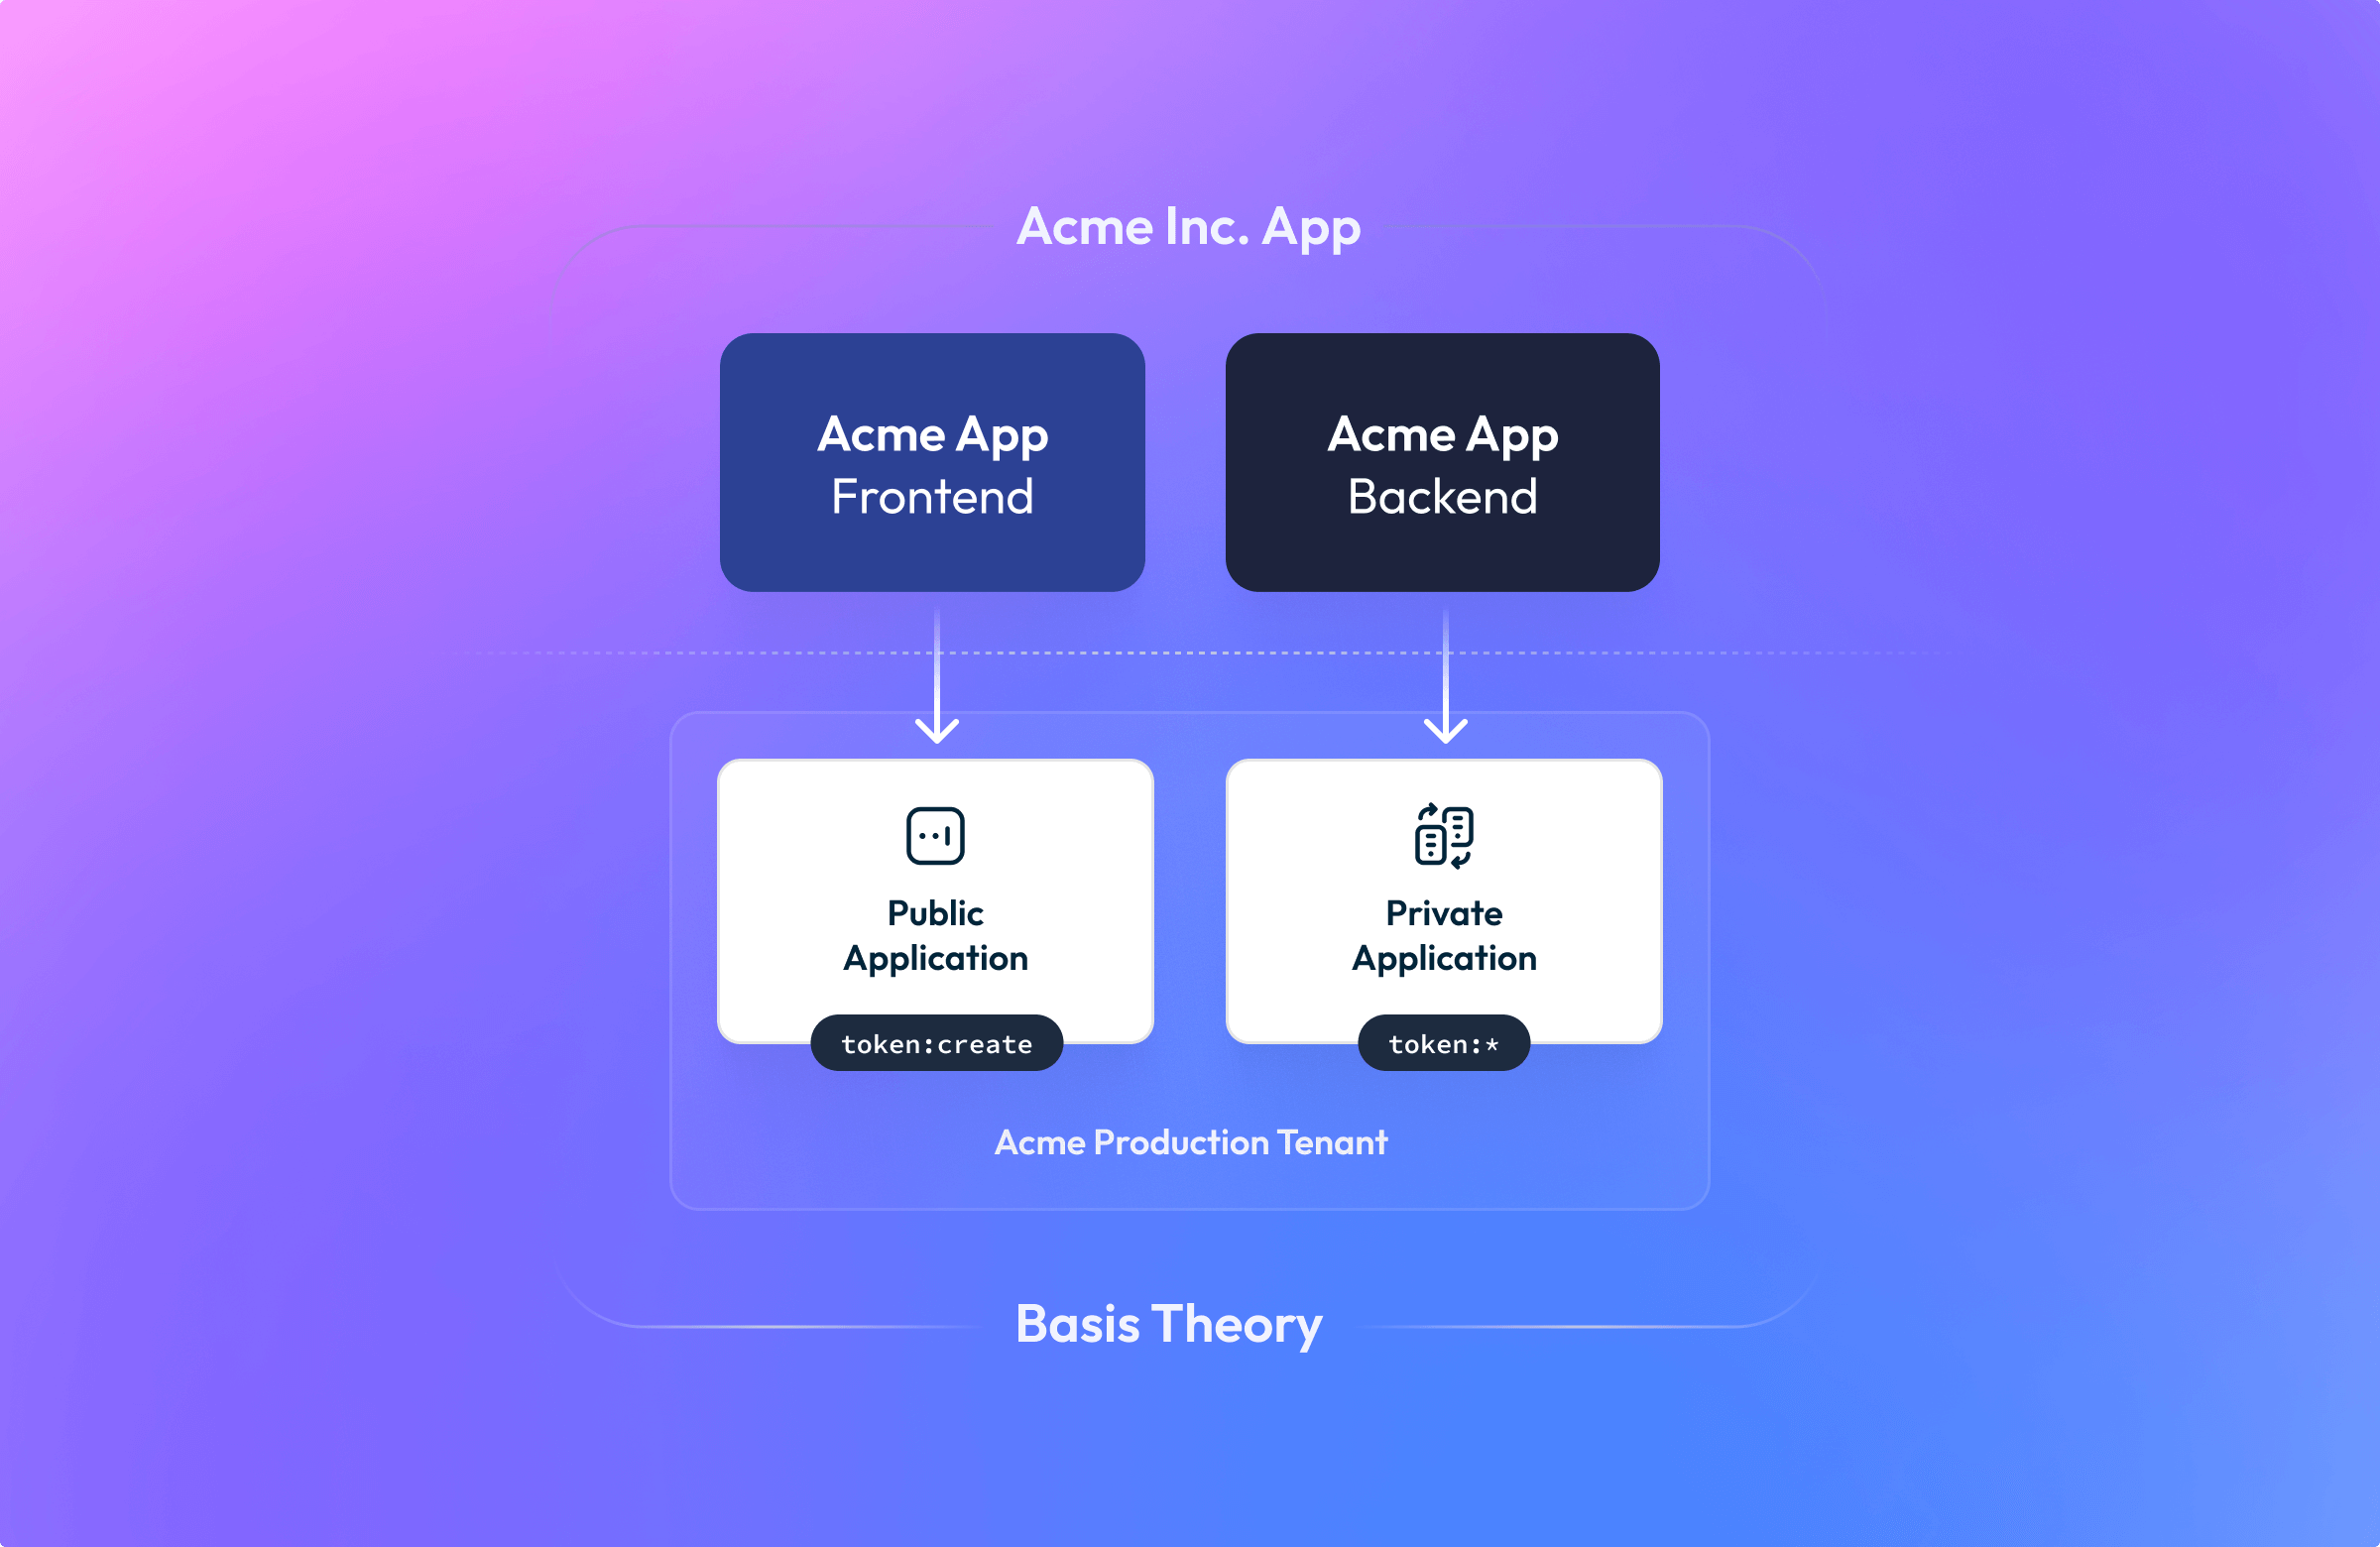 Acme Inc. App
Acme App
Frontend
Acme App
Backend
Public
Application
token:create
Private
Application
token:*
Acme Production Tenant
Basis Theory